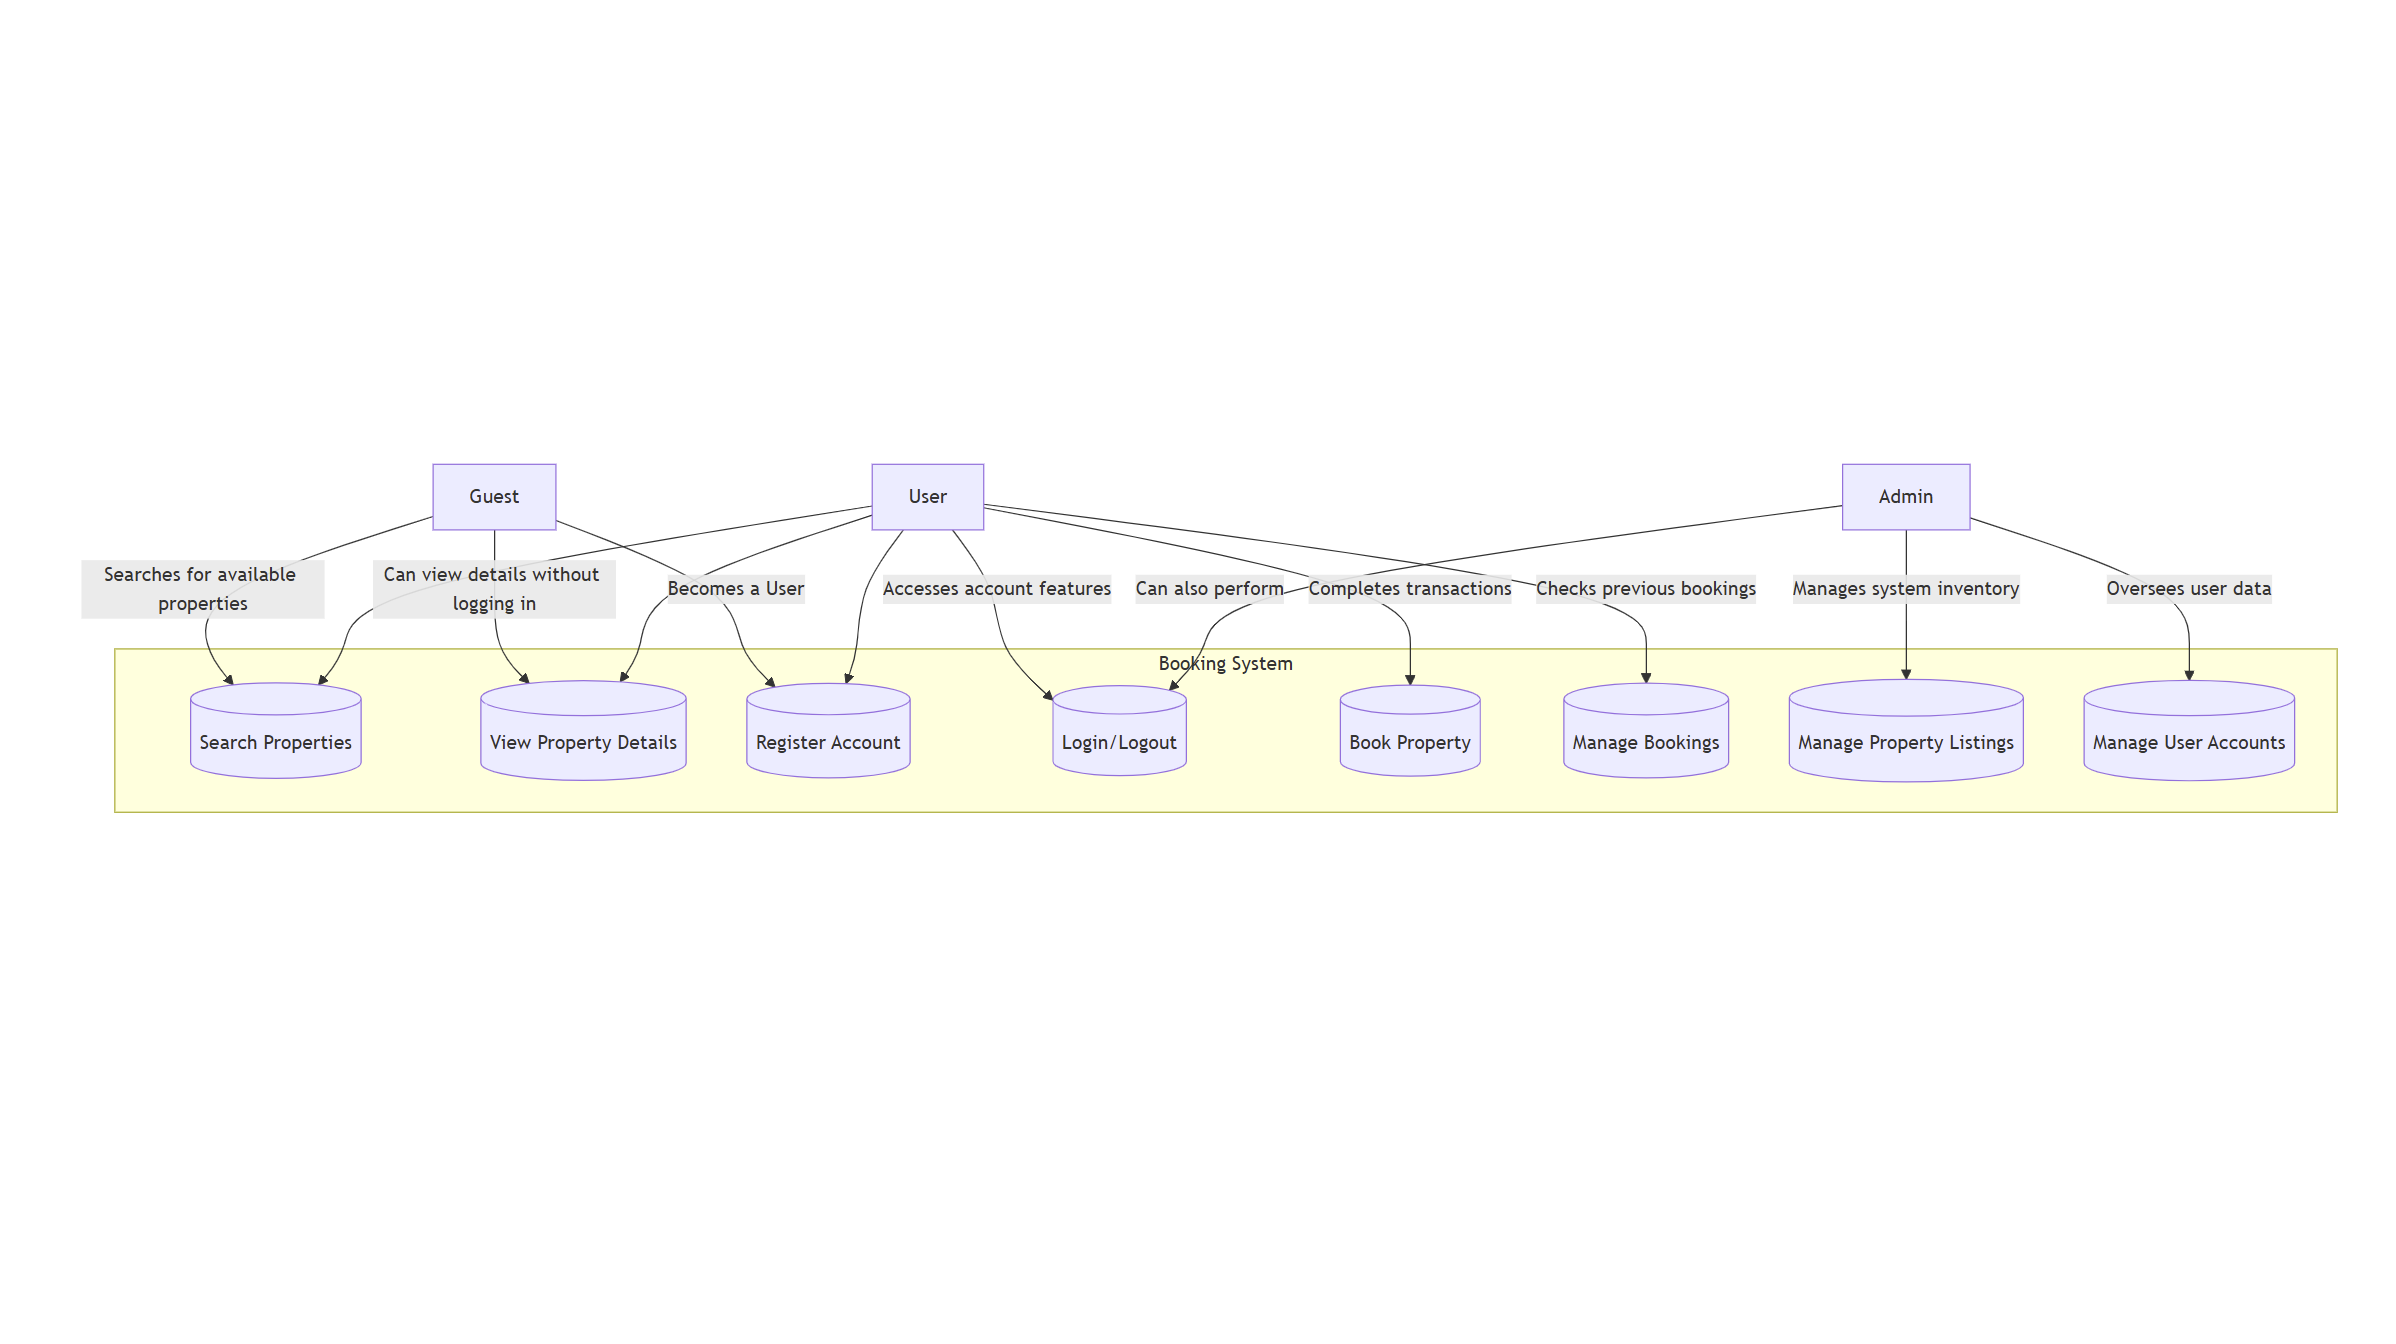 Guest
User
Admin
Searches for available
properties
Can view details without
logging in
Becomes a User
Accesses account features
Can also perform
Completes transactions
Checks previous bookings
Manages system inventory
Oversees user data
Booking System
Search Properties
View Property Details
Register Account
Login/Logout
Book Property
Manage Bookings
Manage Property Listings
Manage User Accounts